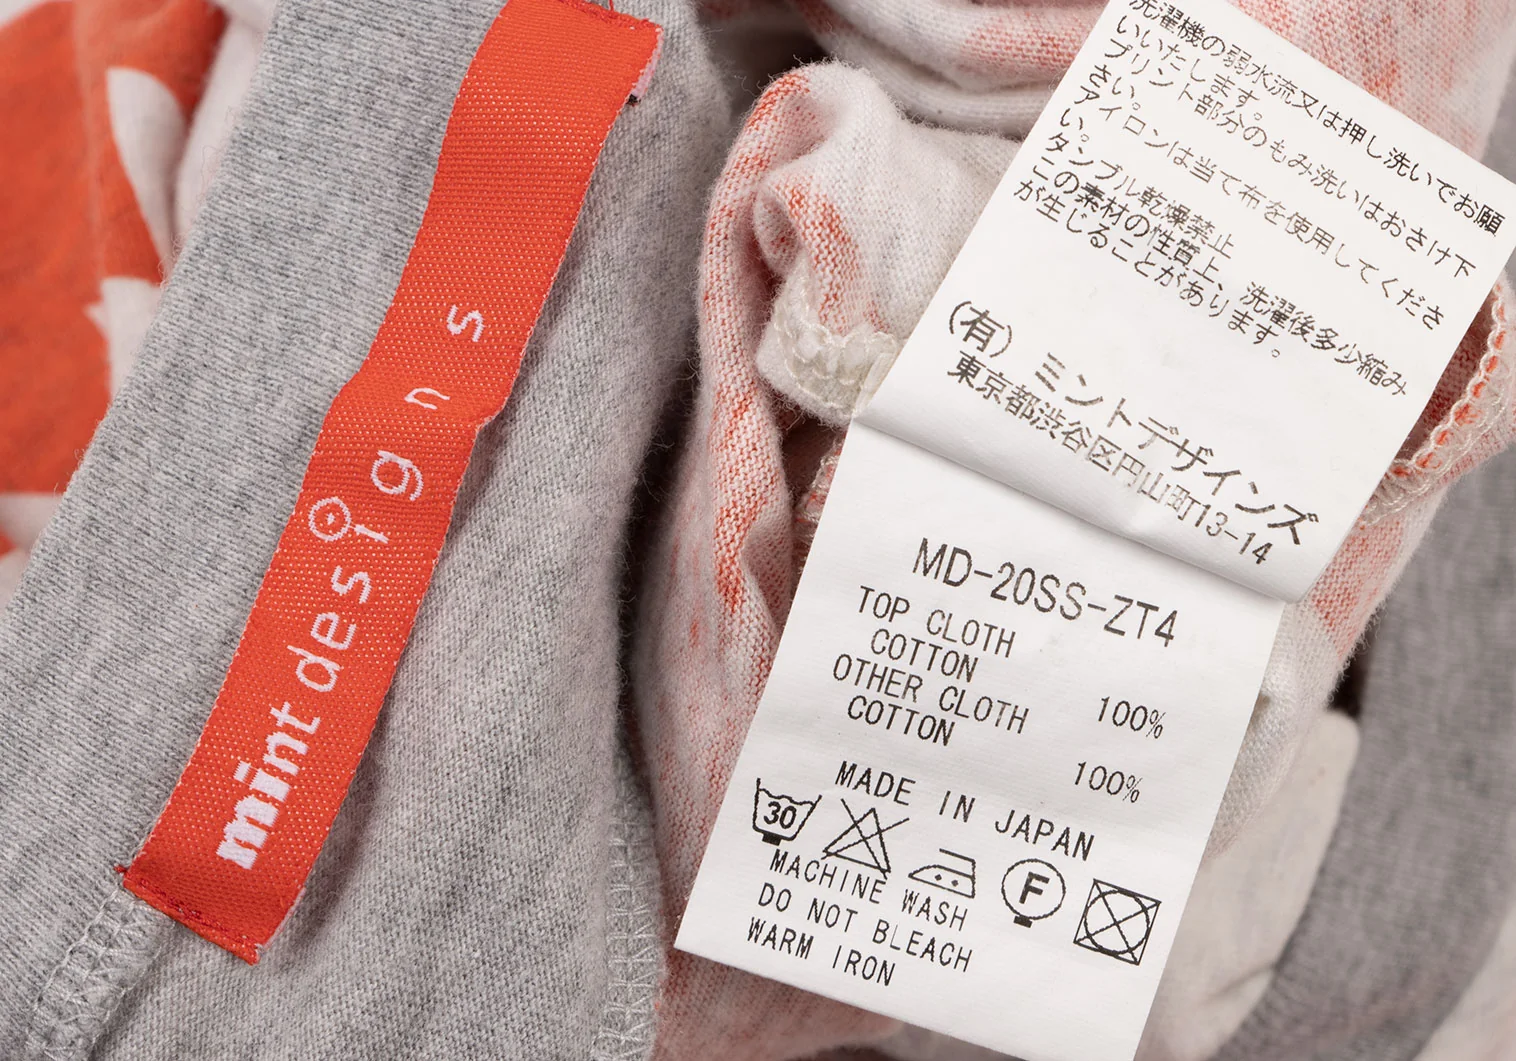 mint designs
洗濯機の弱水流又は押し洗いでお願
いいたします。
プリント部分のもみ洗いはおさけ下
さい。
アイロンは当て布を使用してくださ
い。
タンブル乾燥禁止
この素材の性質上、洗濯後多少縮み
が生じることがあります。
(有) ミントデザインズ
東京都渋谷区円山町13-14
MD-20SS-ZT4
TOP CLOTH
COTTON 100%
OTHER CLOTH
COTTON 100%
MADE IN JAPAN
30
F
MACHINE WASH
DO NOT BLEACH
WARM IRON